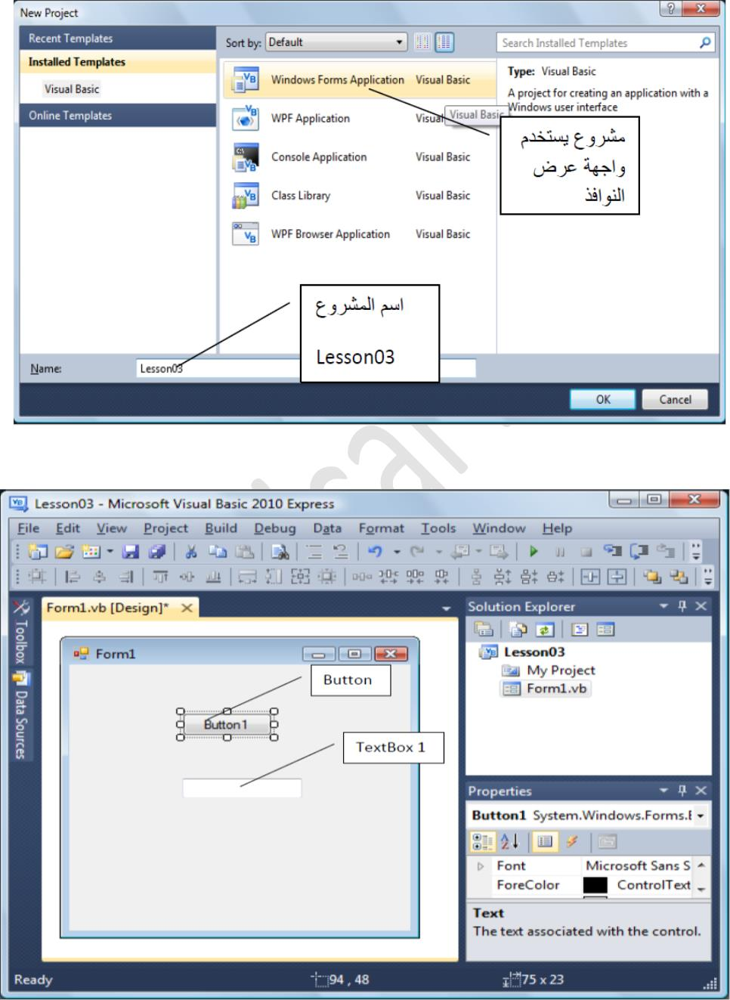 New Project
Recent Templates
Installed Templates
Visual Basic
Online Templates
Sort by: Default
Search Installed Templates
Windows Forms Application Visual Basic
WPF Application Visual
Console Application Visual Basic
Class Library Visual Basic
WPF Browser Application Visual Basic
Type: Visual Basic
A project for creating an application with a
Windows user interface
Visual Basic
مشروع يستخدم
واجهة عرض
النوافذ
اسم المشروع
Lesson03
Name: Lesson03
OK Cancel
Lesson03 - Microsoft Visual Basic 2010 Express
File Edit View Project Build Debug Data Format Tools Window Help
Toolbox
Data Sources
Form1.vb [Design]*
Form1
Button
Button1
TextBox 1
Solution Explorer
Lesson03
My Project
Form1.vb
Properties
Button1 System.Windows.Forms.
Font Microsoft Sans S
ForeColor ControlText
Text
The text associated with the control.
Ready 94 , 48 75 x 23